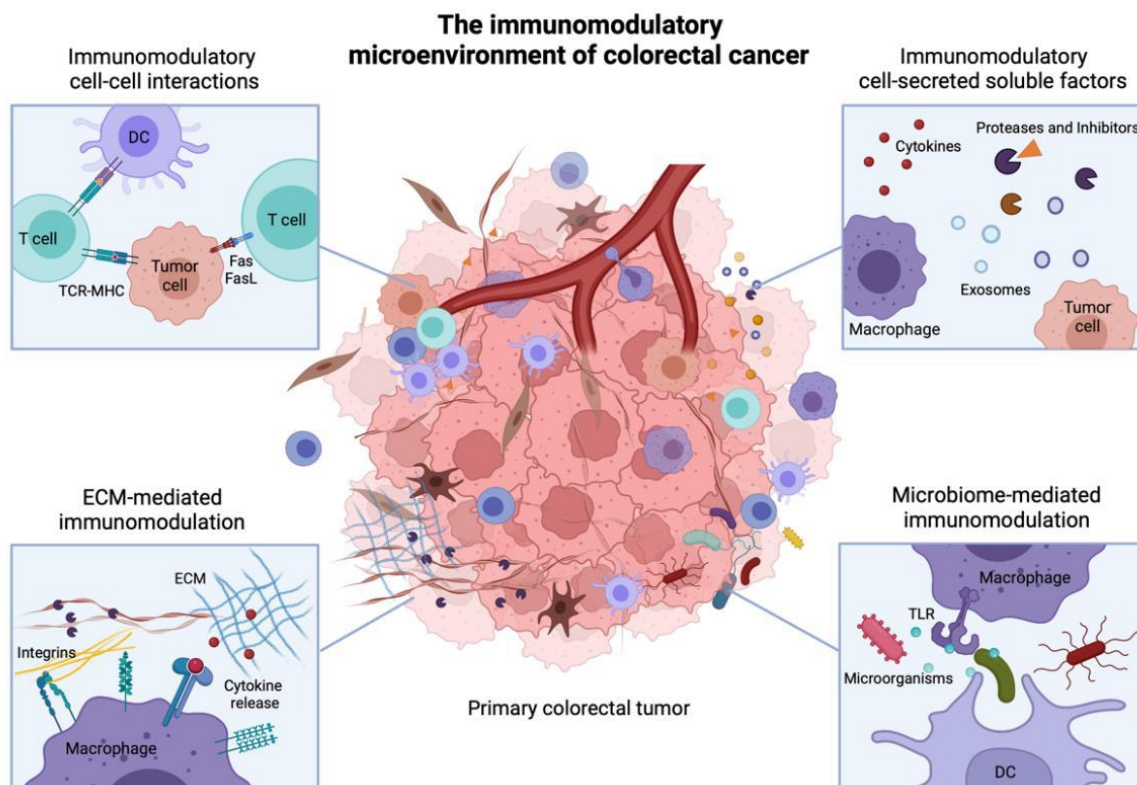 The immunomodulatory
microenvironment of colorectal cancer
Immunomodulatory
cell-cell interactions
DC
T cell
T cell
Tumor
cell
Fas
FasL
TCR-MHC
Immunomodulatory
cell-secreted soluble factors
Proteases and Inhibitors
Cytokines
Exosomes
Macrophage
Tumor
cell
ECM-mediated
immunomodulation
ECM
Integrins
Cytokine
release
Macrophage
Primary colorectal tumor
Microbiome-mediated
immunomodulation
Macrophage
TLR
Microorganisms
DC